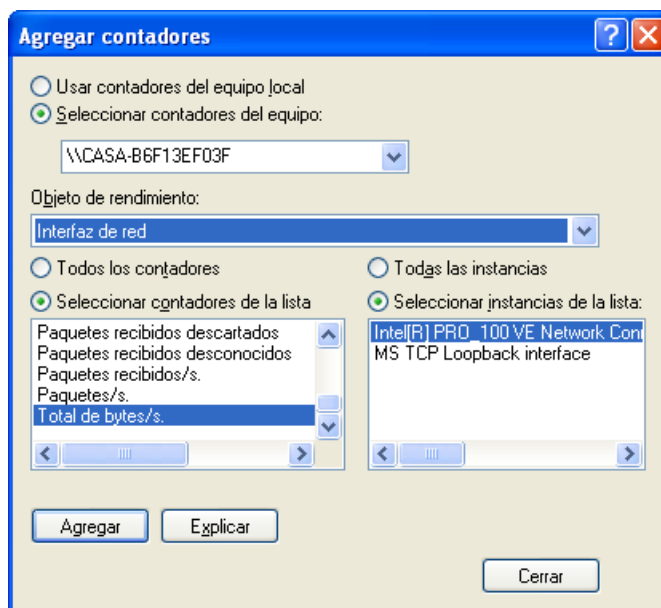 Agregar contadores
Usar contadores del equipo local
Seleccionar contadores del equipo:
\\CASA-B6F13EF03F
Objeto de rendimiento:
Interfaz de red
Todos los contadores
Todas las instancias
Seleccionar contadores de la lista
Seleccionar instancias de la lista:
Paquetes recibidos descartados
Paquetes recibidos desconocidos
Paquetes recibidos/s.
Paquetes/s.
Total de bytes/s.
Intel[R] PRO_100 VE Network Con
MS TCP Loopback interface
Agregar
Explicar
Cerrar